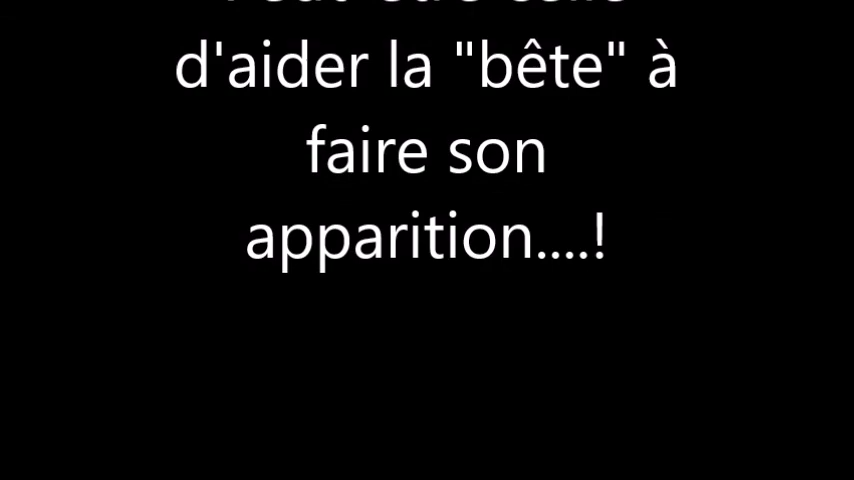 d'aider la "bête" à
faire son
apparition....!